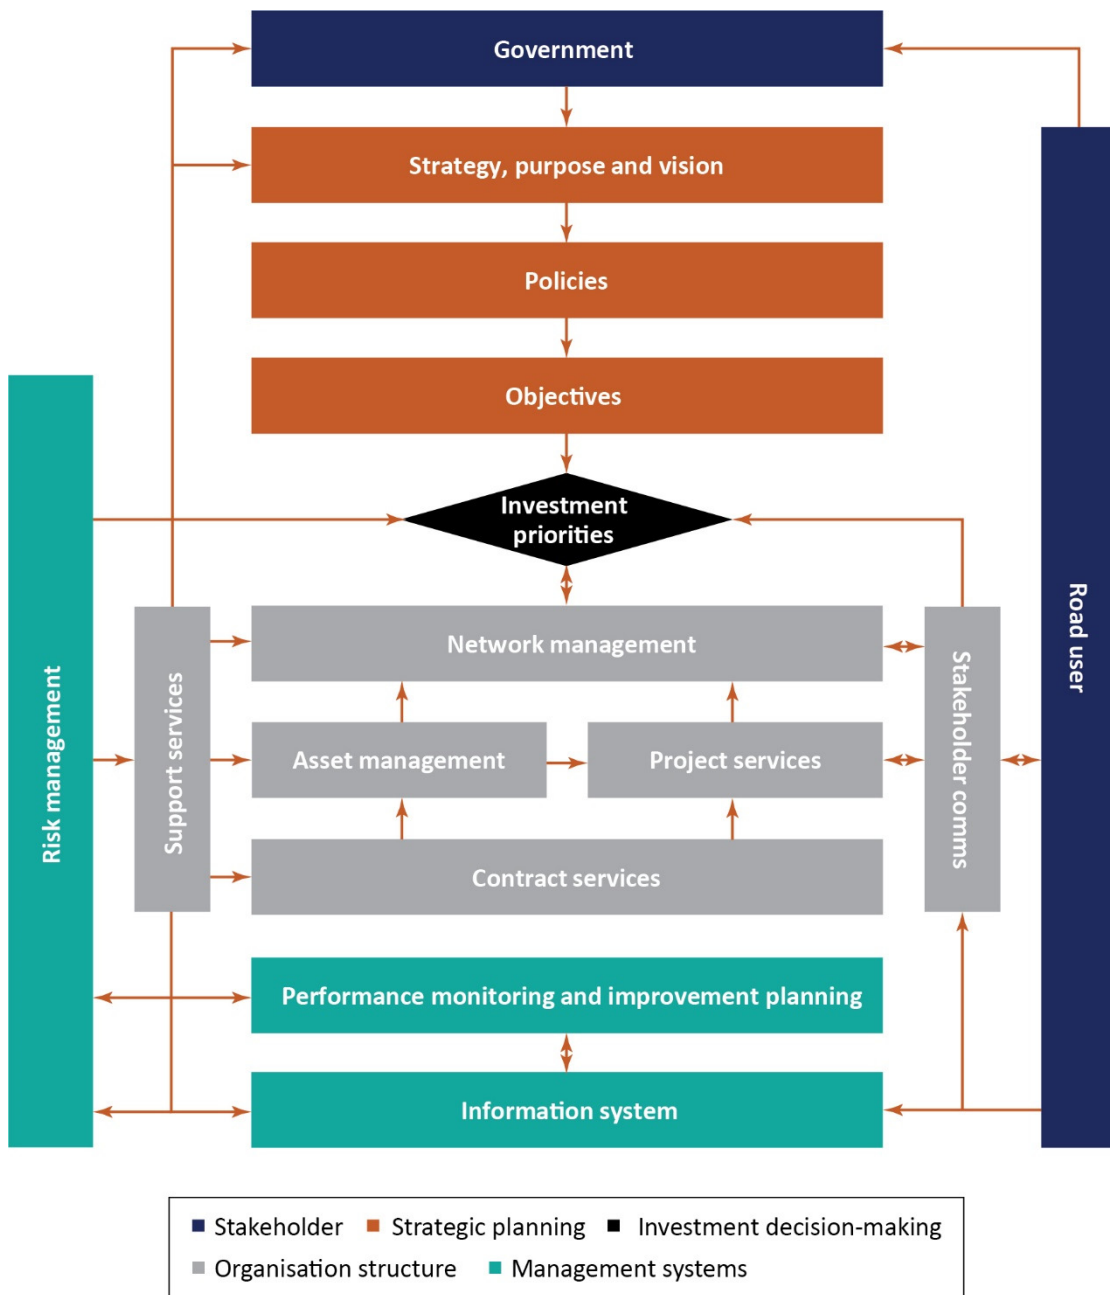 Government
Strategy, purpose and vision
Policies
Objectives
Investment
priorities
Risk management
Support services
Network management
Asset management
Project services
Contract services
Stakeholder comms
Road user
Performance monitoring and improvement planning
Information system
Stakeholder
Strategic planning
Investment decision-making
Organisation structure
Management systems